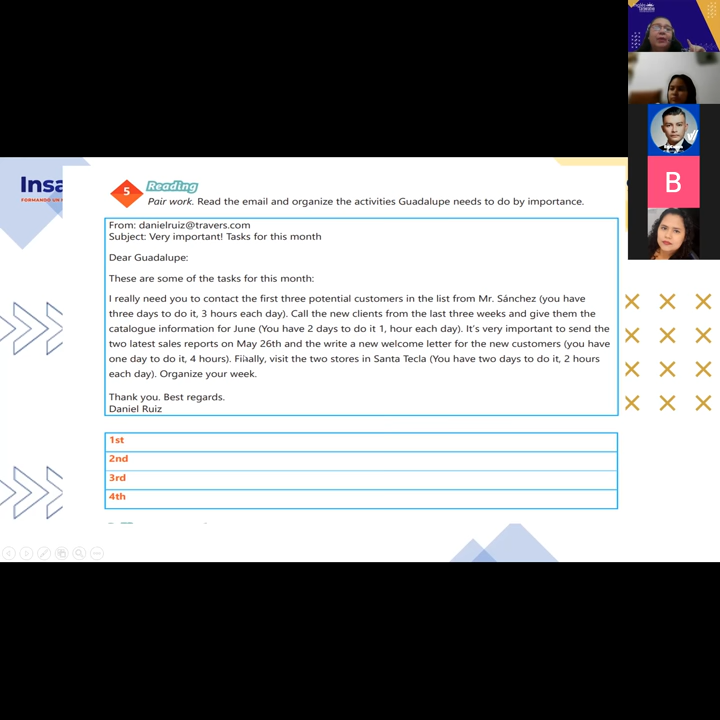 Insa
5
Reading
Pair work. Read the email and organize the activities Guadalupe needs to do by importance.
From: danielruiz@travers.com
Subject: Very important! Tasks for this month
Dear Guadalupe:
These are some of the tasks for this month:
I really need you to contact the first three potential customers in the list from Mr. Sánchez (you have
three days to do it, 3 hours each day). Call the new clients from the last three weeks and give them the
catalogue information for June (You have 2 days to do it 1, hour each day). It's very important to send the
two latest sales reports on May 26th and the write a new welcome letter for the new customers (you have
one day to do it, 4 hours). Finally, visit the two stores in Santa Tecla (You have two days to do it, 2 hours
each day). Organize your week.
Thank you. Best regards.
Daniel Ruiz
1st
2nd
3rd
4th
B